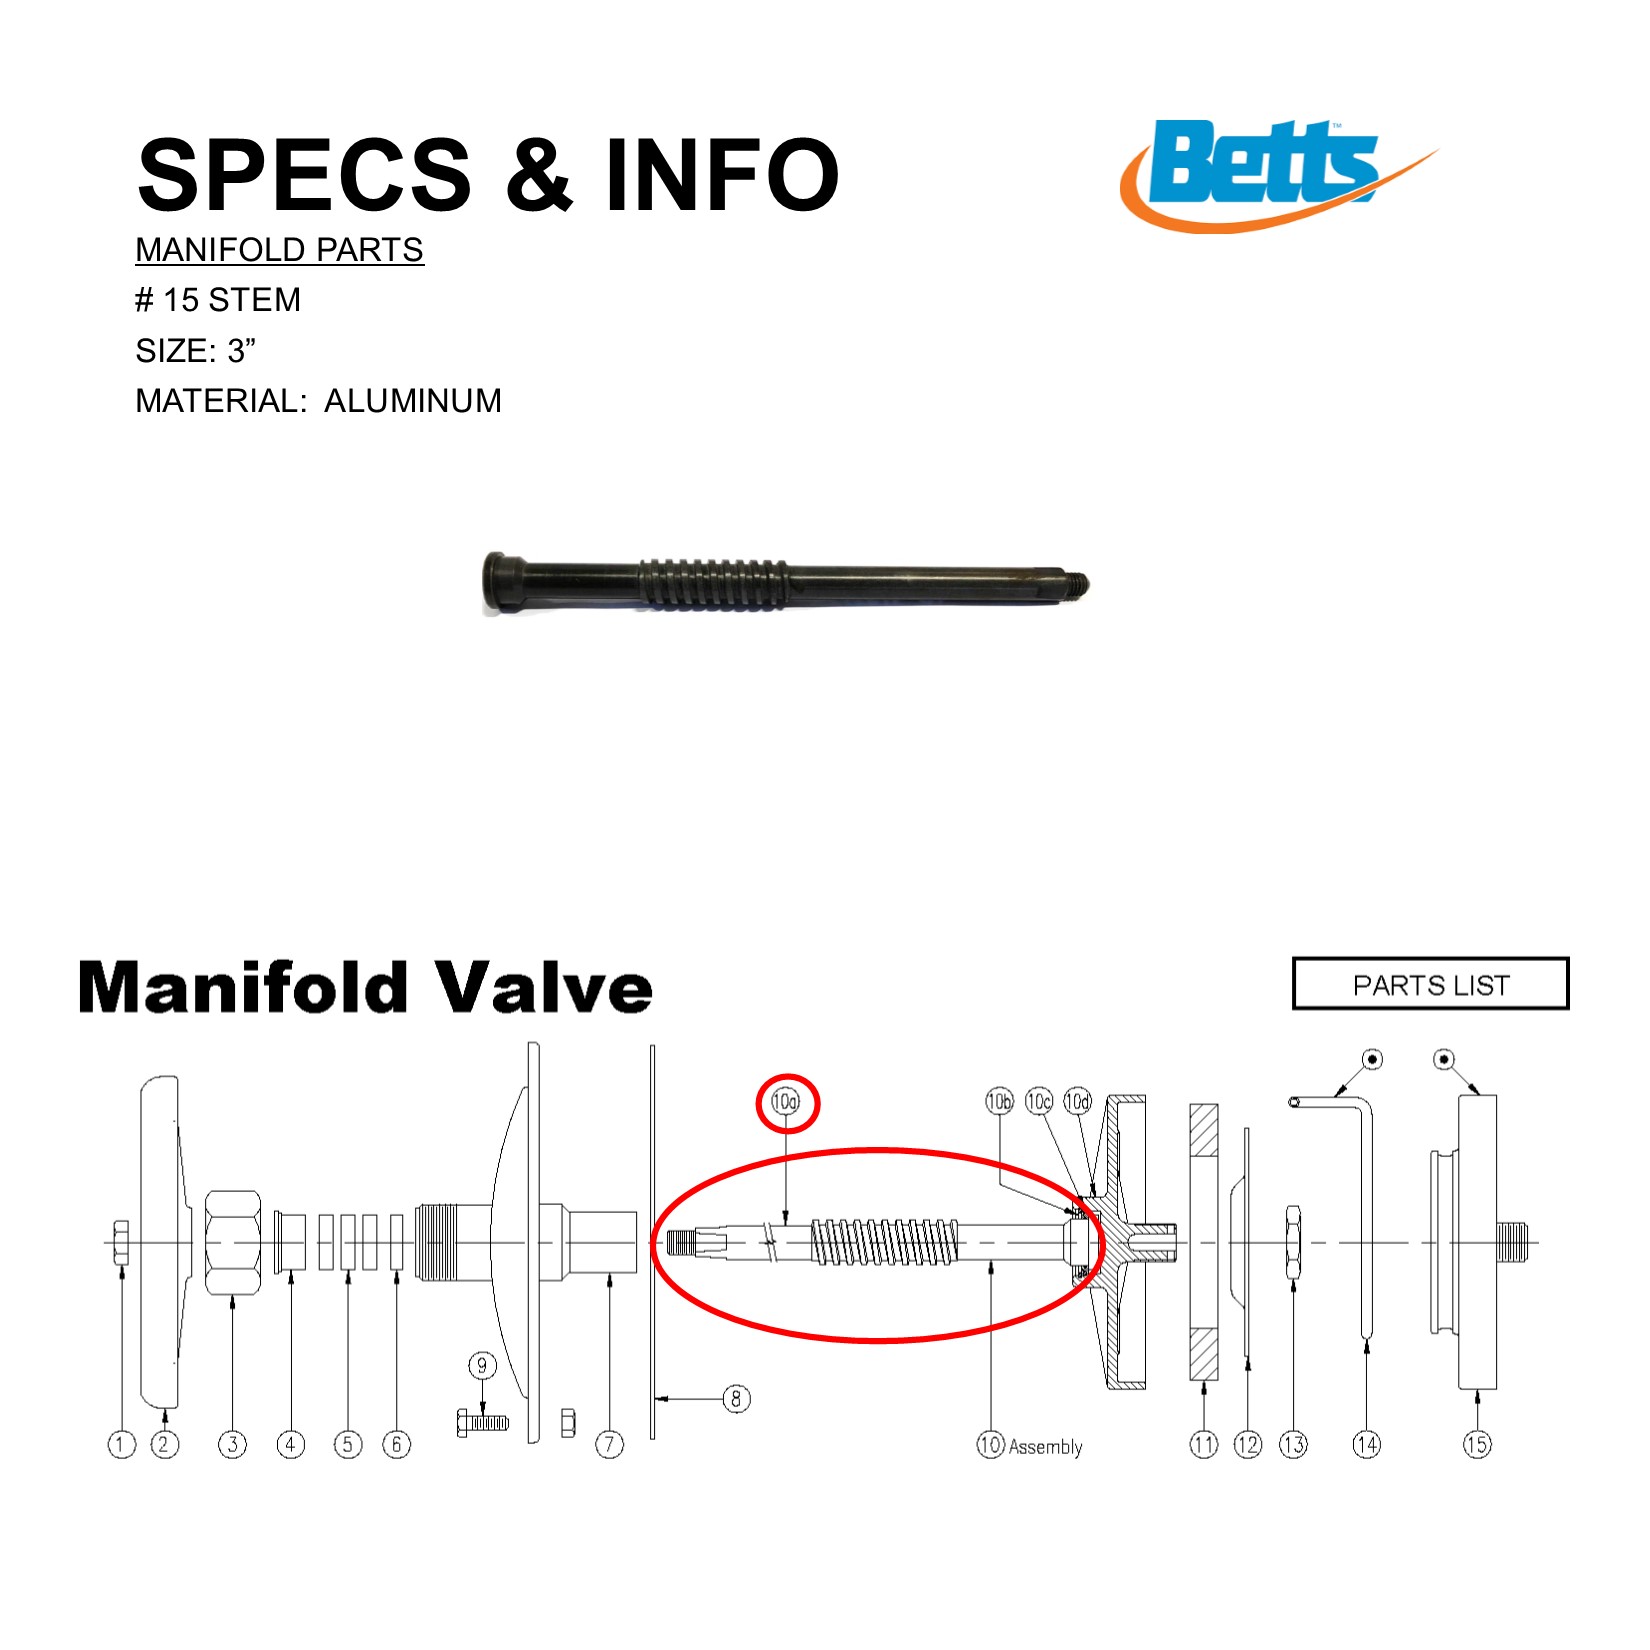 SPECS & INFO
Betts™
MANIFOLD PARTS
# 15 STEM
SIZE: 3”
MATERIAL: ALUMINUM
Manifold Valve
PARTS LIST
10a
10b
10c
10d
9
8
1
2
3
4
5
6
7
10 Assembly
11
12
13
14
15